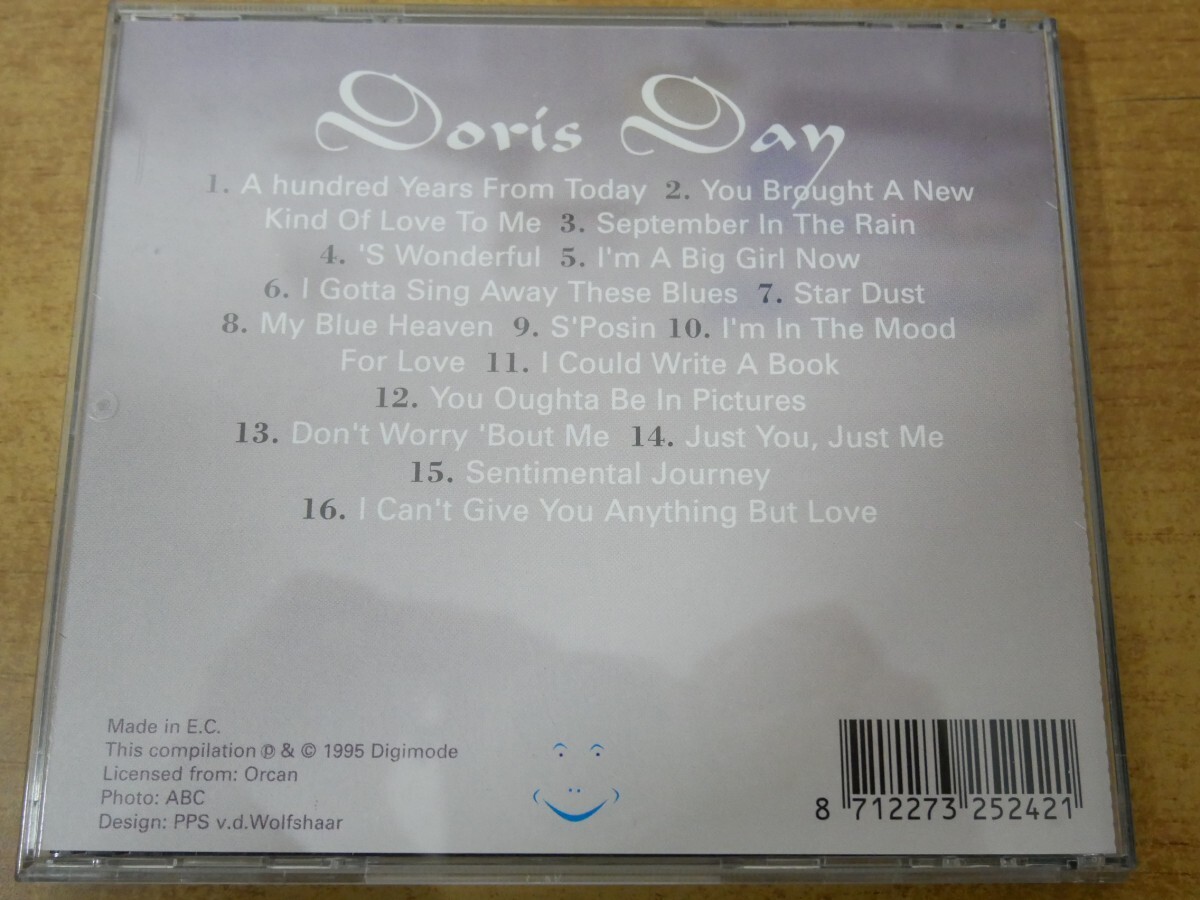 Doris Day
1. A hundred Years From Today 2. You Brought A New
Kind Of Love To Me 3. September In The Rain
4. 'S Wonderful 5. I'm A Big Girl Now
6. I Gotta Sing Away These Blues 7. Star Dust
8. My Blue Heaven 9. S'Posin 10. I'm In The Mood
For Love 11. I Could Write A Book
12. You Oughta Be In Pictures
13. Don't Worry 'Bout Me 14. Just You, Just Me
15. Sentimental Journey
16. I Can't Give You Anything But Love
Made in E.C.
This compilation ℗ & © 1995 Digimode
Licensed from: Orcan
Photo: ABC
Design: PPS v.d.Wolfshaar
8 712273 252421